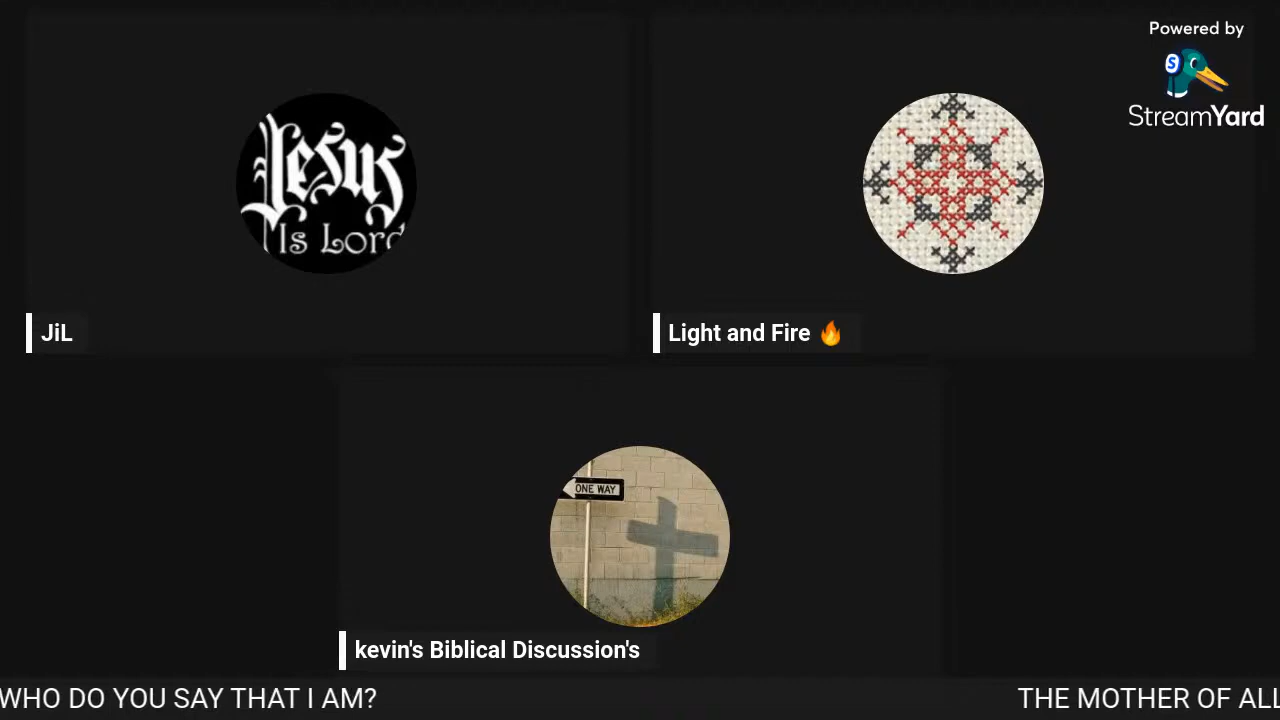 Powered by
S
StreamYard
Jesus
Is Lord
JiL
Light and Fire 🔥
ONE WAY
kevin's Biblical Discussion's
WHO DO YOU SAY THAT I AM?
THE MOTHER OF ALL